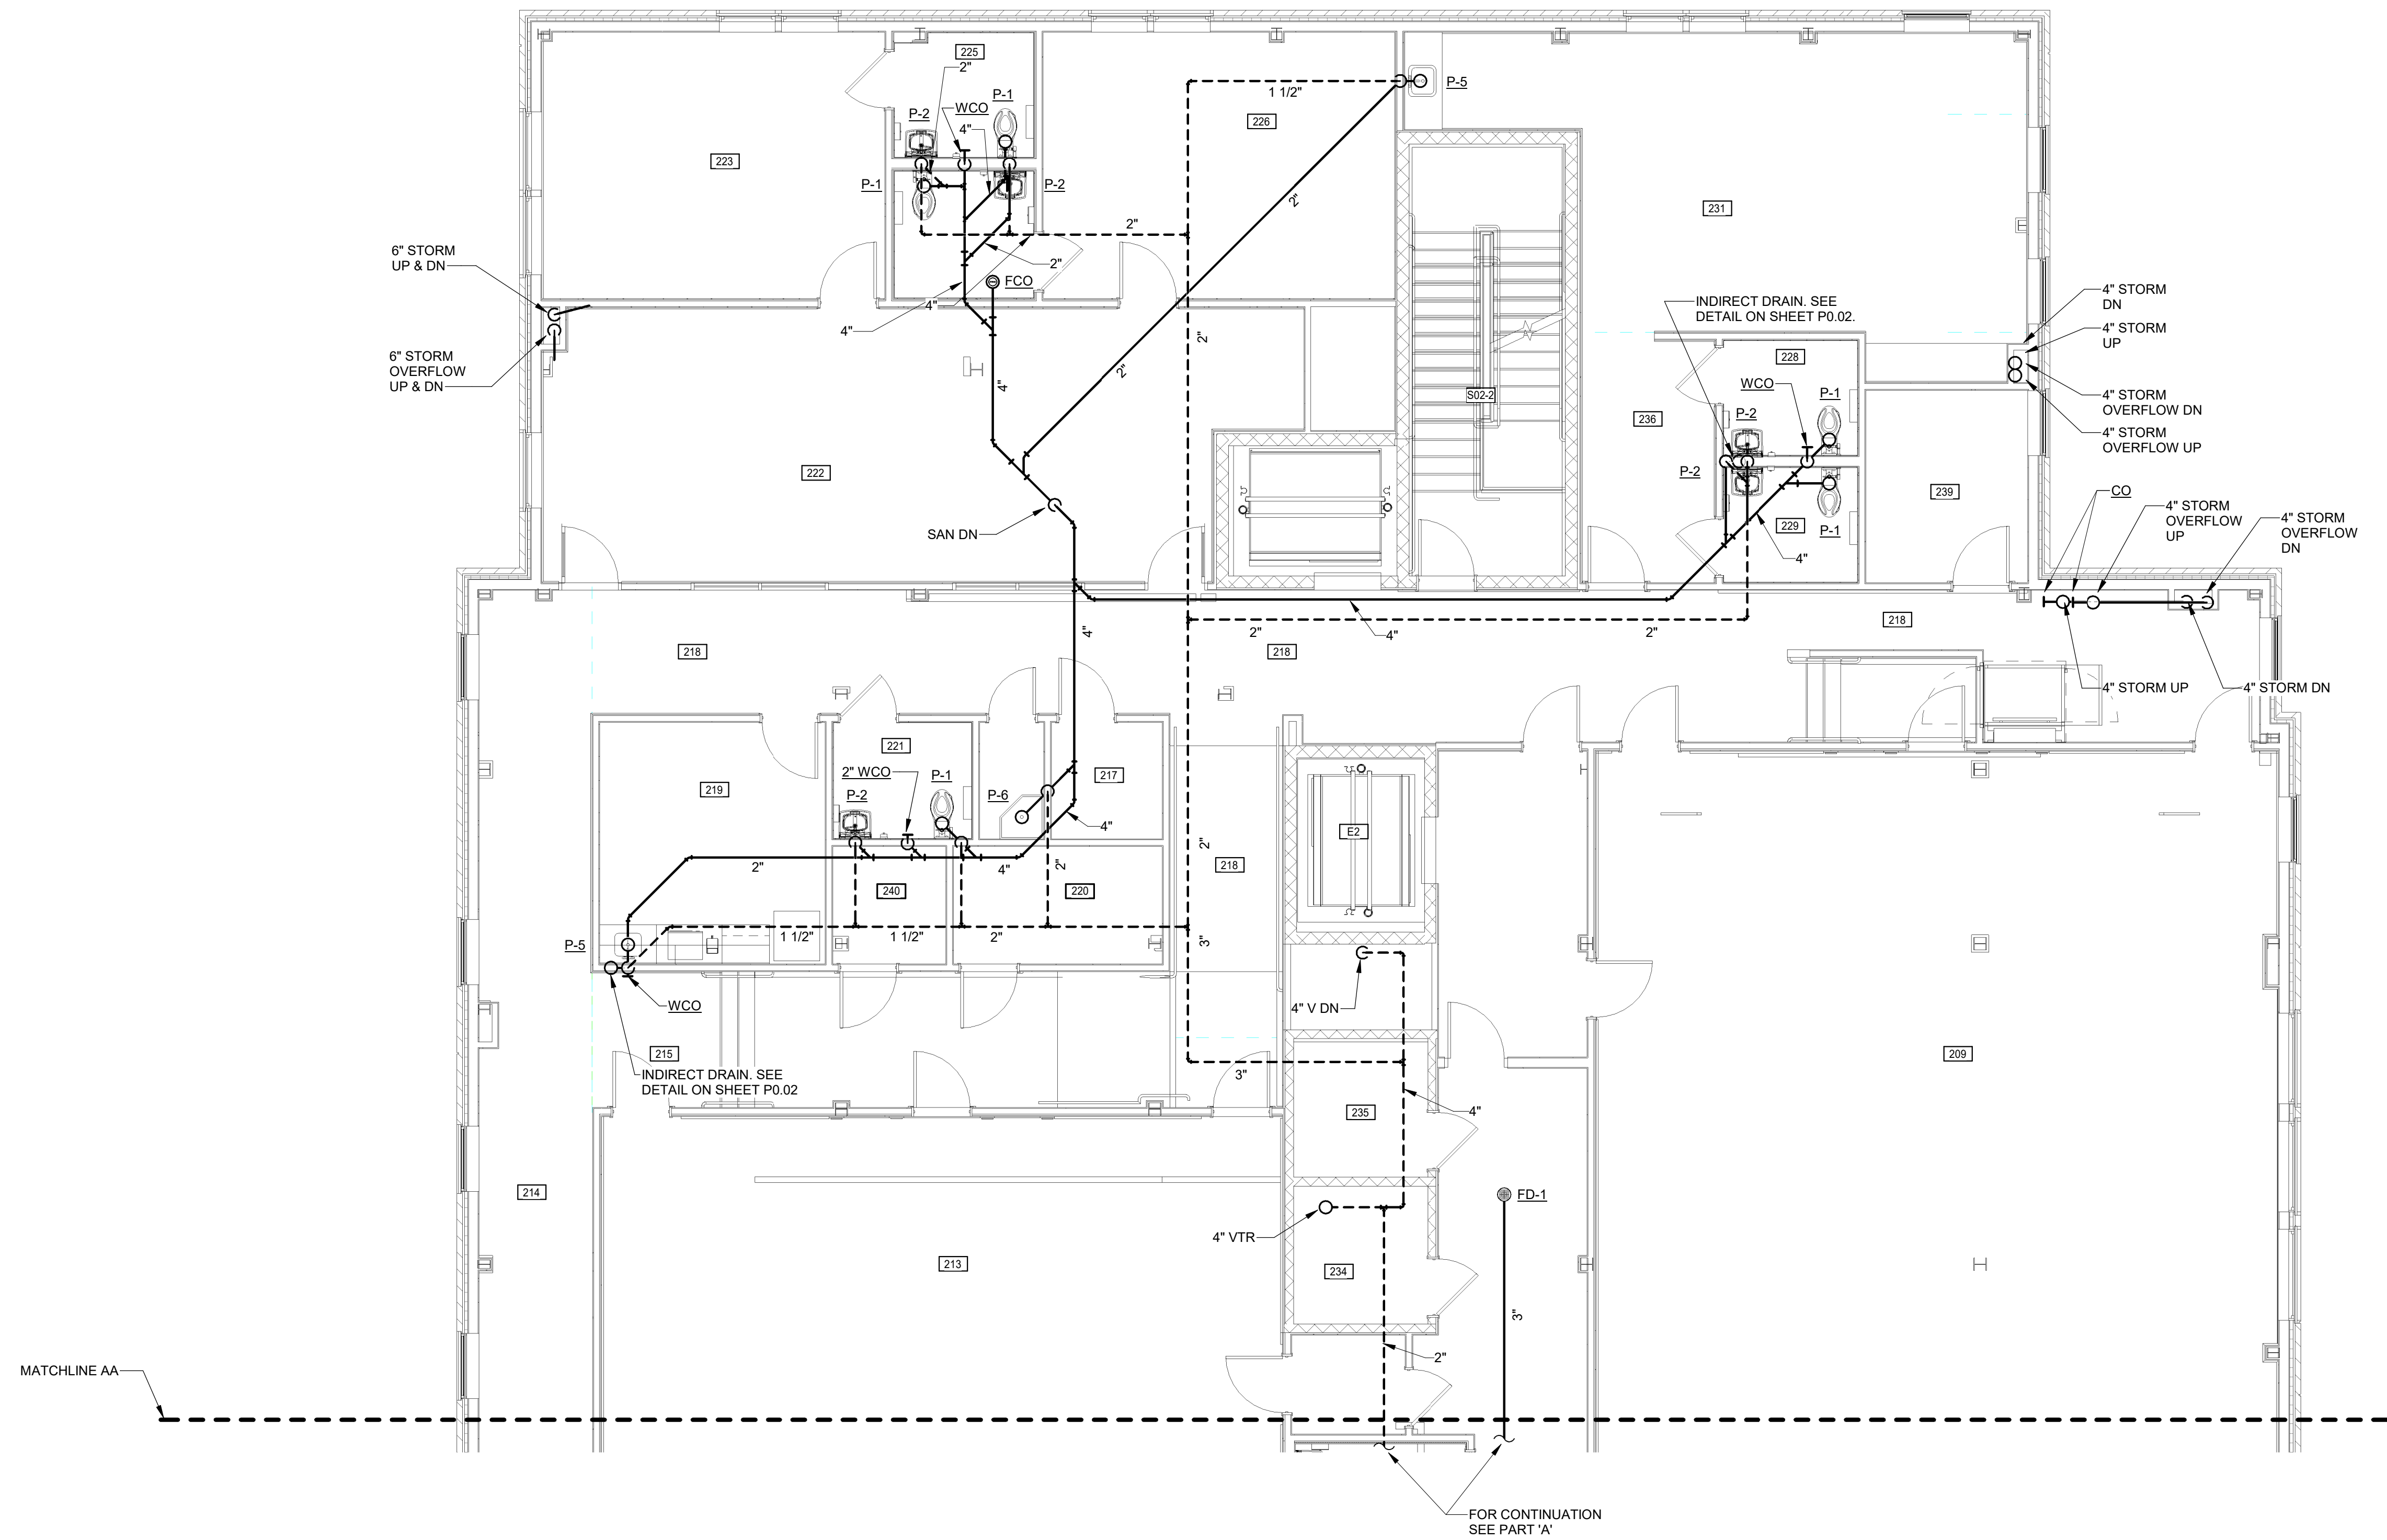 225
2"
P-1
WCO
P-2
4"
P-5
1 1/2"
226
223
P-1
P-2
2"
231
2"
2"
6" STORM
UP & DN
FCO
4"
4"
2"
6" STORM
OVERFLOW
UP & DN
4"
2"
INDIRECT DRAIN. SEE
DETAIL ON SHEET P0.02.
4" STORM
DN
4" STORM
UP
228
WCO
P-1
P-2
S02-2
236
4" STORM
OVERFLOW DN
4" STORM
OVERFLOW UP
222
P-2
239
CO
4" STORM
OVERFLOW
UP
4" STORM
OVERFLOW
DN
SAN DN
229
P-1
4"
218
218
218
4"
2"
4"
2"
4" STORM UP
4" STORM DN
221
2" WCO
P-1
P-2
P-6
217
219
4"
E2
2"
2"
218
2"
4"
240
220
1 1/2"
1 1/2"
2"
3"
P-5
WCO
4" V DN
215
INDIRECT DRAIN. SEE
DETAIL ON SHEET P0.02
3"
209
235
4"
214
FD-1
4" VTR
213
234
3"
2"
MATCHLINE AA
FOR CONTINUATION
SEE PART 'A'